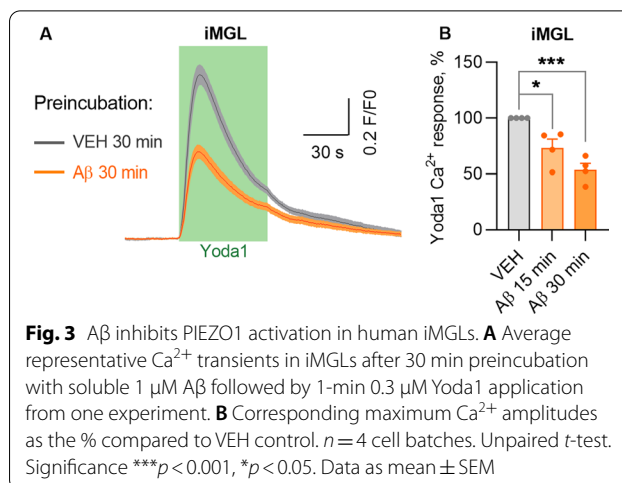 A
iMGL
Preincubation:
VEH 30 min
Aβ 30 min
30 s
0.2 F/F0
Yoda1
B
iMGL
Yoda1 Ca2+ response, %
150
100
50
0
*
***
VEH
Aβ 15 min
Aβ 30 min
Fig. 3 Aβ inhibits PIEZO1 activation in human iMGLs. A Average
representative Ca2+ transients in iMGLs after 30 min preincubation
with soluble 1 μM Aβ followed by 1-min 0.3 μM Yoda1 application
from one experiment. B Corresponding maximum Ca2+ amplitudes
as the % compared to VEH control. n = 4 cell batches. Unpaired t-test.
Significance ***p < 0.001, *p < 0.05. Data as mean ± SEM